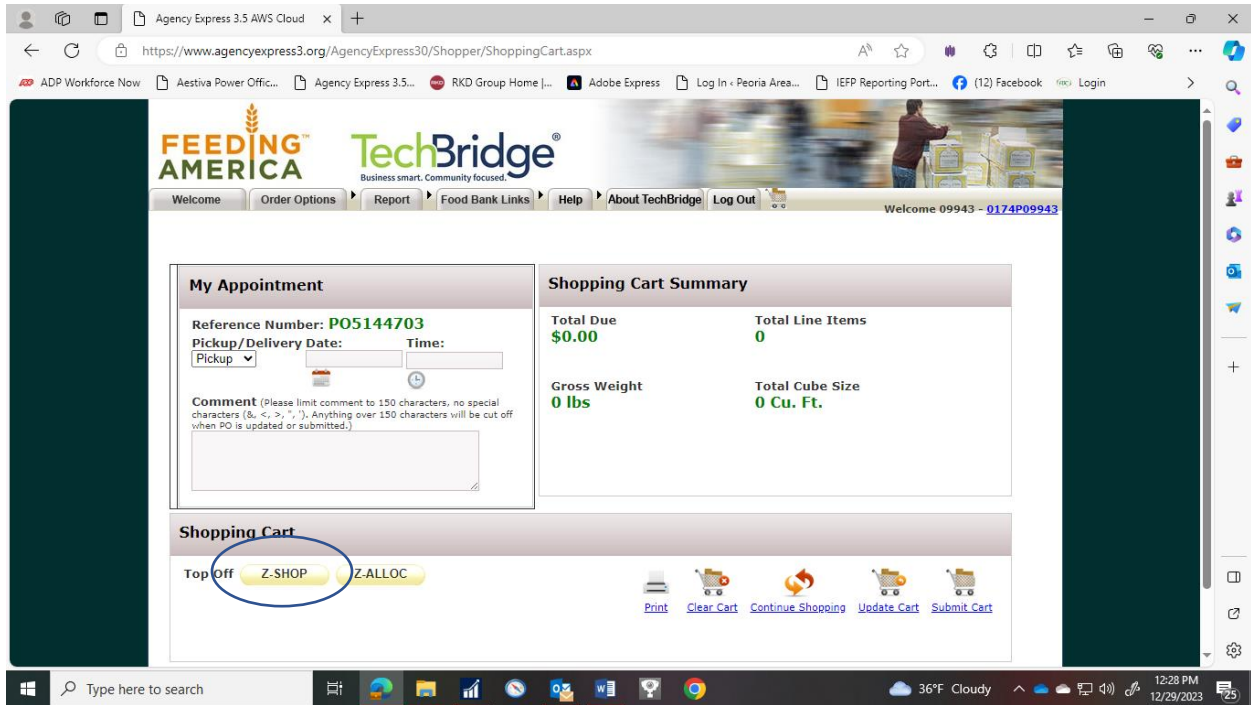 Agency Express 3.5 AWS Cloud
https://www.agencyexpress3.org/AgencyExpress30/Shopper/ShoppingCart.aspx
ADP Workforce Now Aestiva Power Offic... Agency Express 3.5... RKD Group Home |... Adobe Express Log In ‹ Peoria Area... IEFP Reporting Port... (12) Facebook Login
FEEDING™
AMERICA
TechBridge®
Business smart. Community focused.
Welcome Order Options Report Food Bank Links Help About TechBridge Log Out
Welcome 09943 - 0174P09943
My Appointment
Reference Number: PO5144703
Pickup/Delivery Date: Time:
Pickup
Comment (Please limit comment to 150 characters, no special
characters (&, <, >, ", '). Anything over 150 characters will be cut off
when PO is updated or submitted.)
Shopping Cart Summary
Total Due Total Line Items
$0.00 0
Gross Weight Total Cube Size
0 lbs 0 Cu. Ft.
Shopping Cart
Top Off Z-SHOP Z-ALLOC
Print Clear Cart Continue Shopping Update Cart Submit Cart
Type here to search
36°F Cloudy
12:28 PM
12/29/2023
25